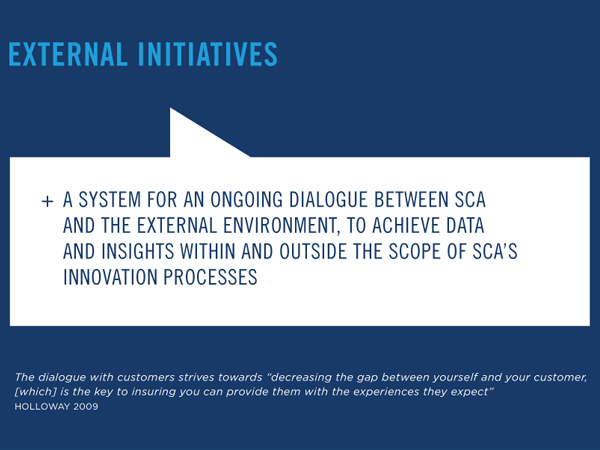 EXTERNAL INITIATIVES
+ A SYSTEM FOR AN ONGOING DIALOGUE BETWEEN SCA
AND THE EXTERNAL ENVIRONMENT, TO ACHIEVE DATA
AND INSIGHTS WITHIN AND OUTSIDE THE SCOPE OF SCA'S
INNOVATION PROCESSES
The dialogue with customers strives towards “decreasing the gap between yourself and your customer,
[which] is the key to insuring you can provide them with the experiences they expect”
HOLLOWAY 2009